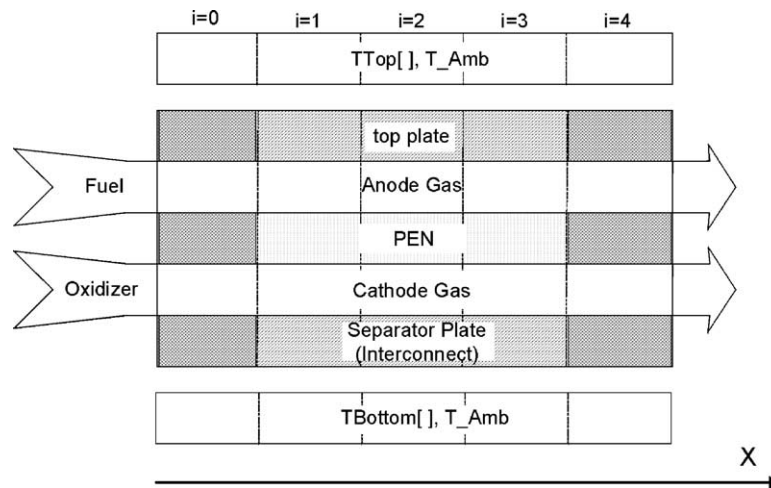 i=0 i=1 i=2 i=3 i=4
TTop[ ], T_Amb
top plate
Fuel Anode Gas
PEN
Oxidizer Cathode Gas
Separator Plate
(Interconnect)
TBottom[ ], T_Amb
X